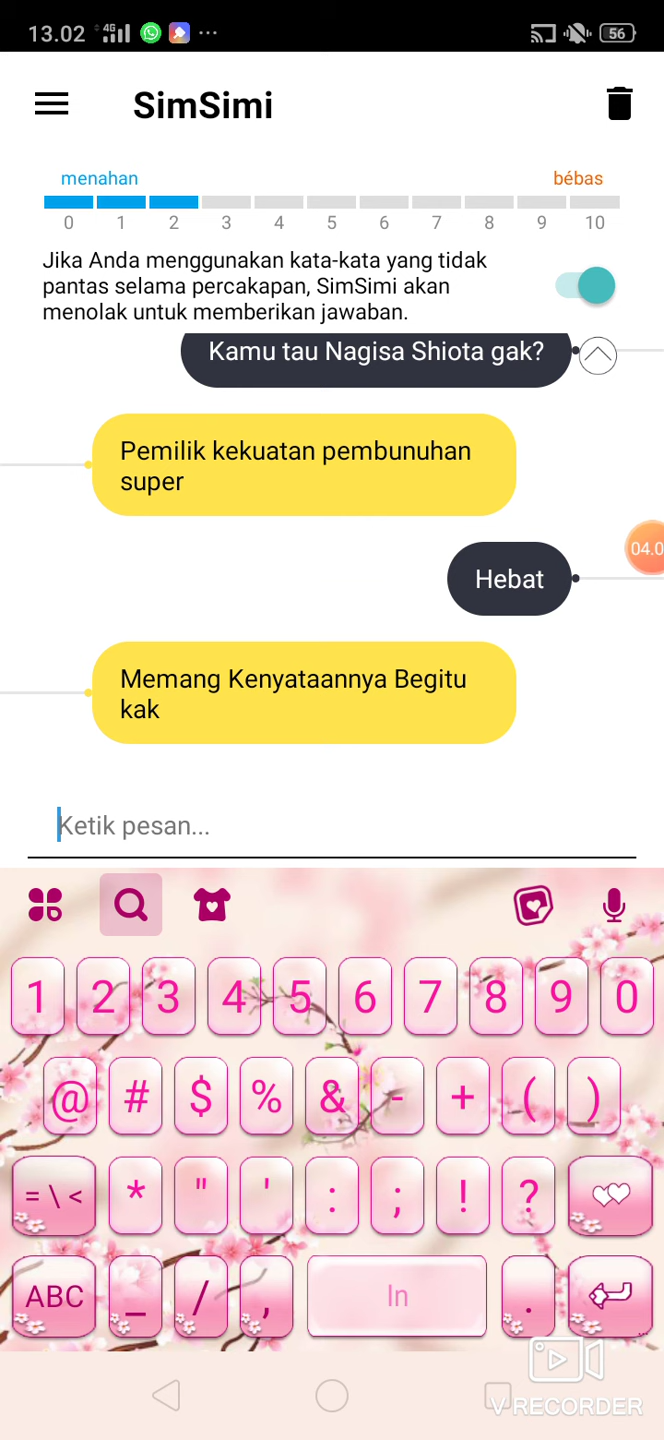 13.02 4G 56
SimSimi
menahan bébas
0 1 2 3 4 5 6 7 8 9 10
Jika Anda menggunakan kata-kata yang tidak
pantas selama percakapan, SimSimi akan
menolak untuk memberikan jawaban.
Kamu tau Nagisa Shiota gak?
Pemilik kekuatan pembunuhan
super
04.0
Hebat
Memang Kenyataannya Begitu
kak
Ketik pesan...
1 2 3 4 5 6 7 8 9 0
@ # $ % & - + ( )
= \ < * " ' : ; ! ?
ABC _ / , In .
V RECORDER